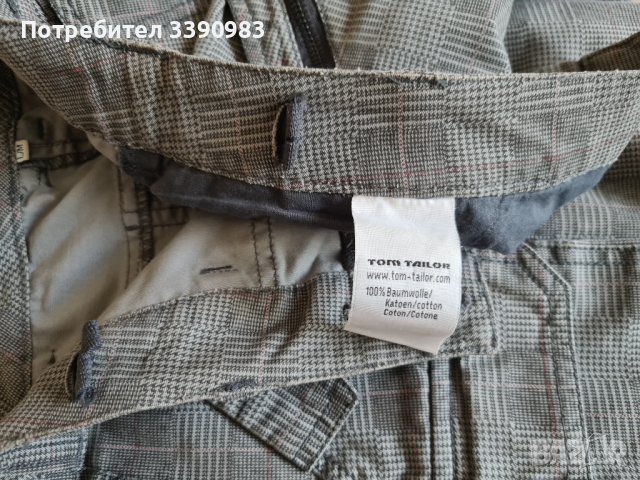 Потребител 3390983
L/M
TOM TAILOR
www.tom-tailor.com
100%Baumwolle/
Katoen/cotton
Coton/Cotone